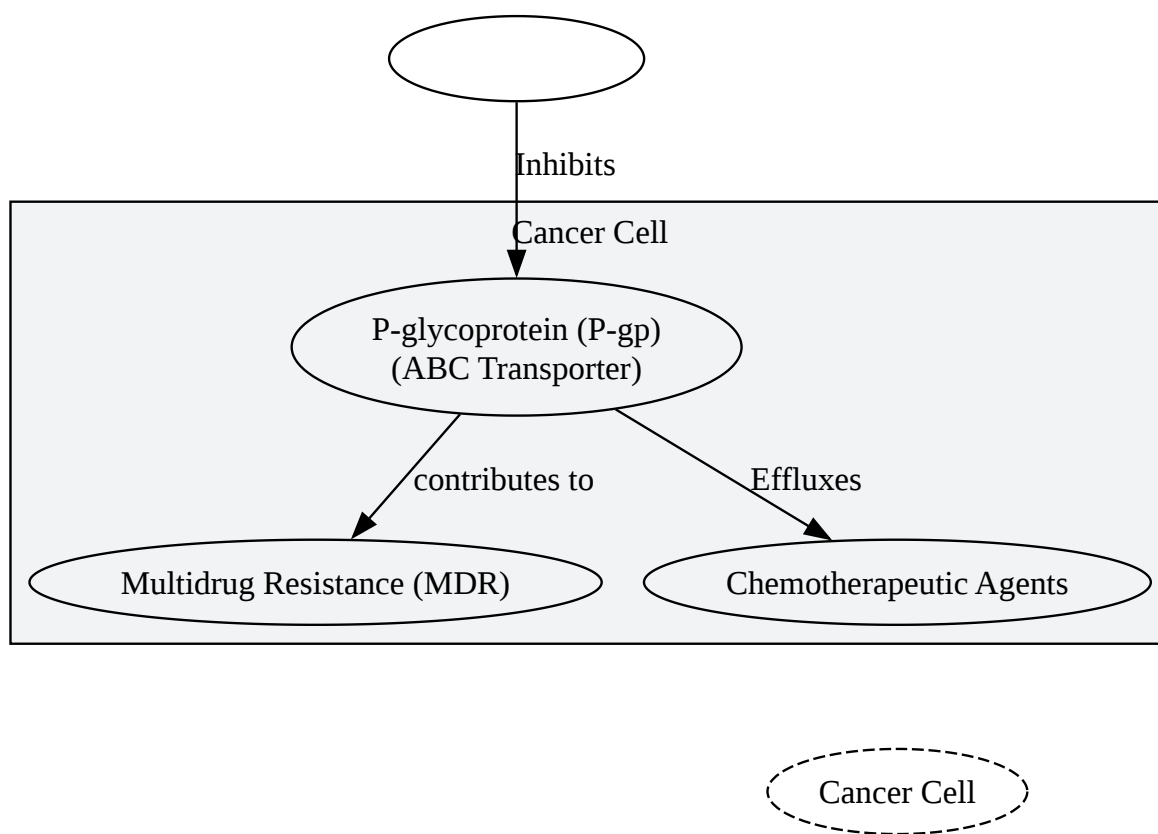 Inhibits
Cancer Cell
P-glycoprotein (P-gp)
(ABC Transporter)
contributes to
Effluxes
Multidrug Resistance (MDR)
Chemotherapeutic Agents
Cancer Cell